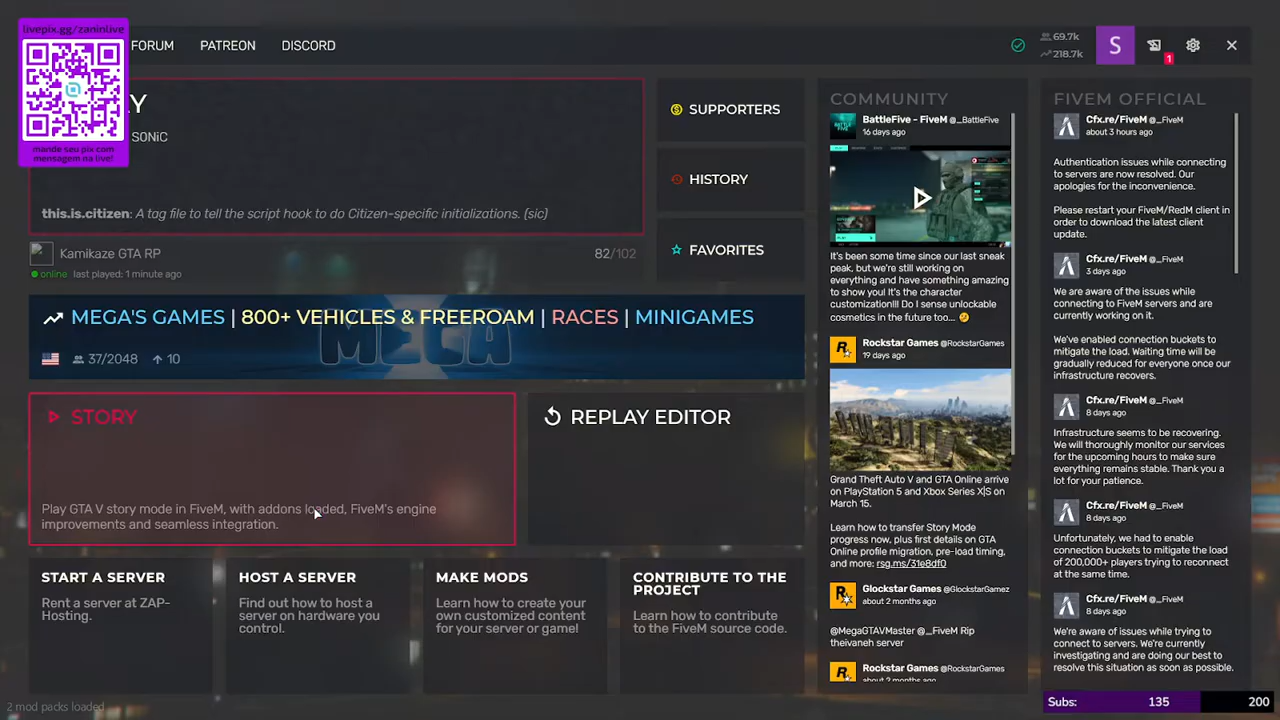 livepix.gg/zaninlive
mande seu pix com
mensagem na live!
FORUM
PATREON
DISCORD
69.7k
218.7k
S
1
AY
SONiC
this.is.citizen: A tag file to tell the script hook to do Citizen-specific initializations. (sic)
Kamikaze GTA RP
82/102
online last played: 1 minute ago
SUPPORTERS
HISTORY
FAVORITES
MEGA'S GAMES | 800+ VEHICLES & FREEROAM | RACES | MINIGAMES
MEGA
37/2048
10
STORY
Play GTA V story mode in FiveM, with addons loaded, FiveM's engine
improvements and seamless integration.
REPLAY EDITOR
START A SERVER
Rent a server at ZAP-
Hosting.
HOST A SERVER
Find out how to host a
server on hardware you
control.
MAKE MODS
Learn how to create your
own customized content
for your server or game!
CONTRIBUTE TO THE
PROJECT
Learn how to contribute
to the FiveM source code.
2 mod packs loaded
COMMUNITY
BattleFive - FiveM @_BattleFive
16 days ago
It's been some time since our last sneak
peak, but we're still working on
everything and have something amazing
to show you! It's the character
customization!!! Do I sense unlockable
cosmetics in the future too...
Rockstar Games @RockstarGames
19 days ago
Grand Theft Auto V and GTA Online arrive
on PlayStation 5 and Xbox Series X|S on
March 15.
Learn how to transfer Story Mode
progress now, plus first details on GTA
Online profile migration, pre-load timing,
and more: rsg.ms/31e8df0
Glockstar Games @GlockstarGamez
about 2 months ago
@MegaGTAVMaster @_FiveM Rip
theivaneh server
Rockstar Games @RockstarGames
about 2 months ago
FIVEM OFFICIAL
Cfx.re/FiveM @_FiveM
about 3 hours ago
Authentication issues while connecting
to servers are now resolved. Our
apologies for the inconvenience.
Please restart your FiveM/RedM client in
order to download the latest client
update.
Cfx.re/FiveM @_FiveM
3 days ago
We are aware of the issues while
connecting to FiveM servers and are
currently working on it.
We've enabled connection buckets to
mitigate the load. Waiting time will be
gradually reduced for everyone once our
infrastructure recovers.
Cfx.re/FiveM @_FiveM
8 days ago
Infrastructure seems to be recovering.
We will thoroughly monitor our services
for the upcoming hours to make sure
everything remains stable. Thank you a
lot for your patience.
Cfx.re/FiveM @_FiveM
8 days ago
Unfortunately, we had to enable
connection buckets to mitigate the load
of 200,000+ players trying to reconnect
at the same time.
Cfx.re/FiveM @_FiveM
8 days ago
We're aware of issues while trying to
connect to servers. We're currently
investigating and are doing our best to
resolve this situation as soon as possible.
Subs: 135 200